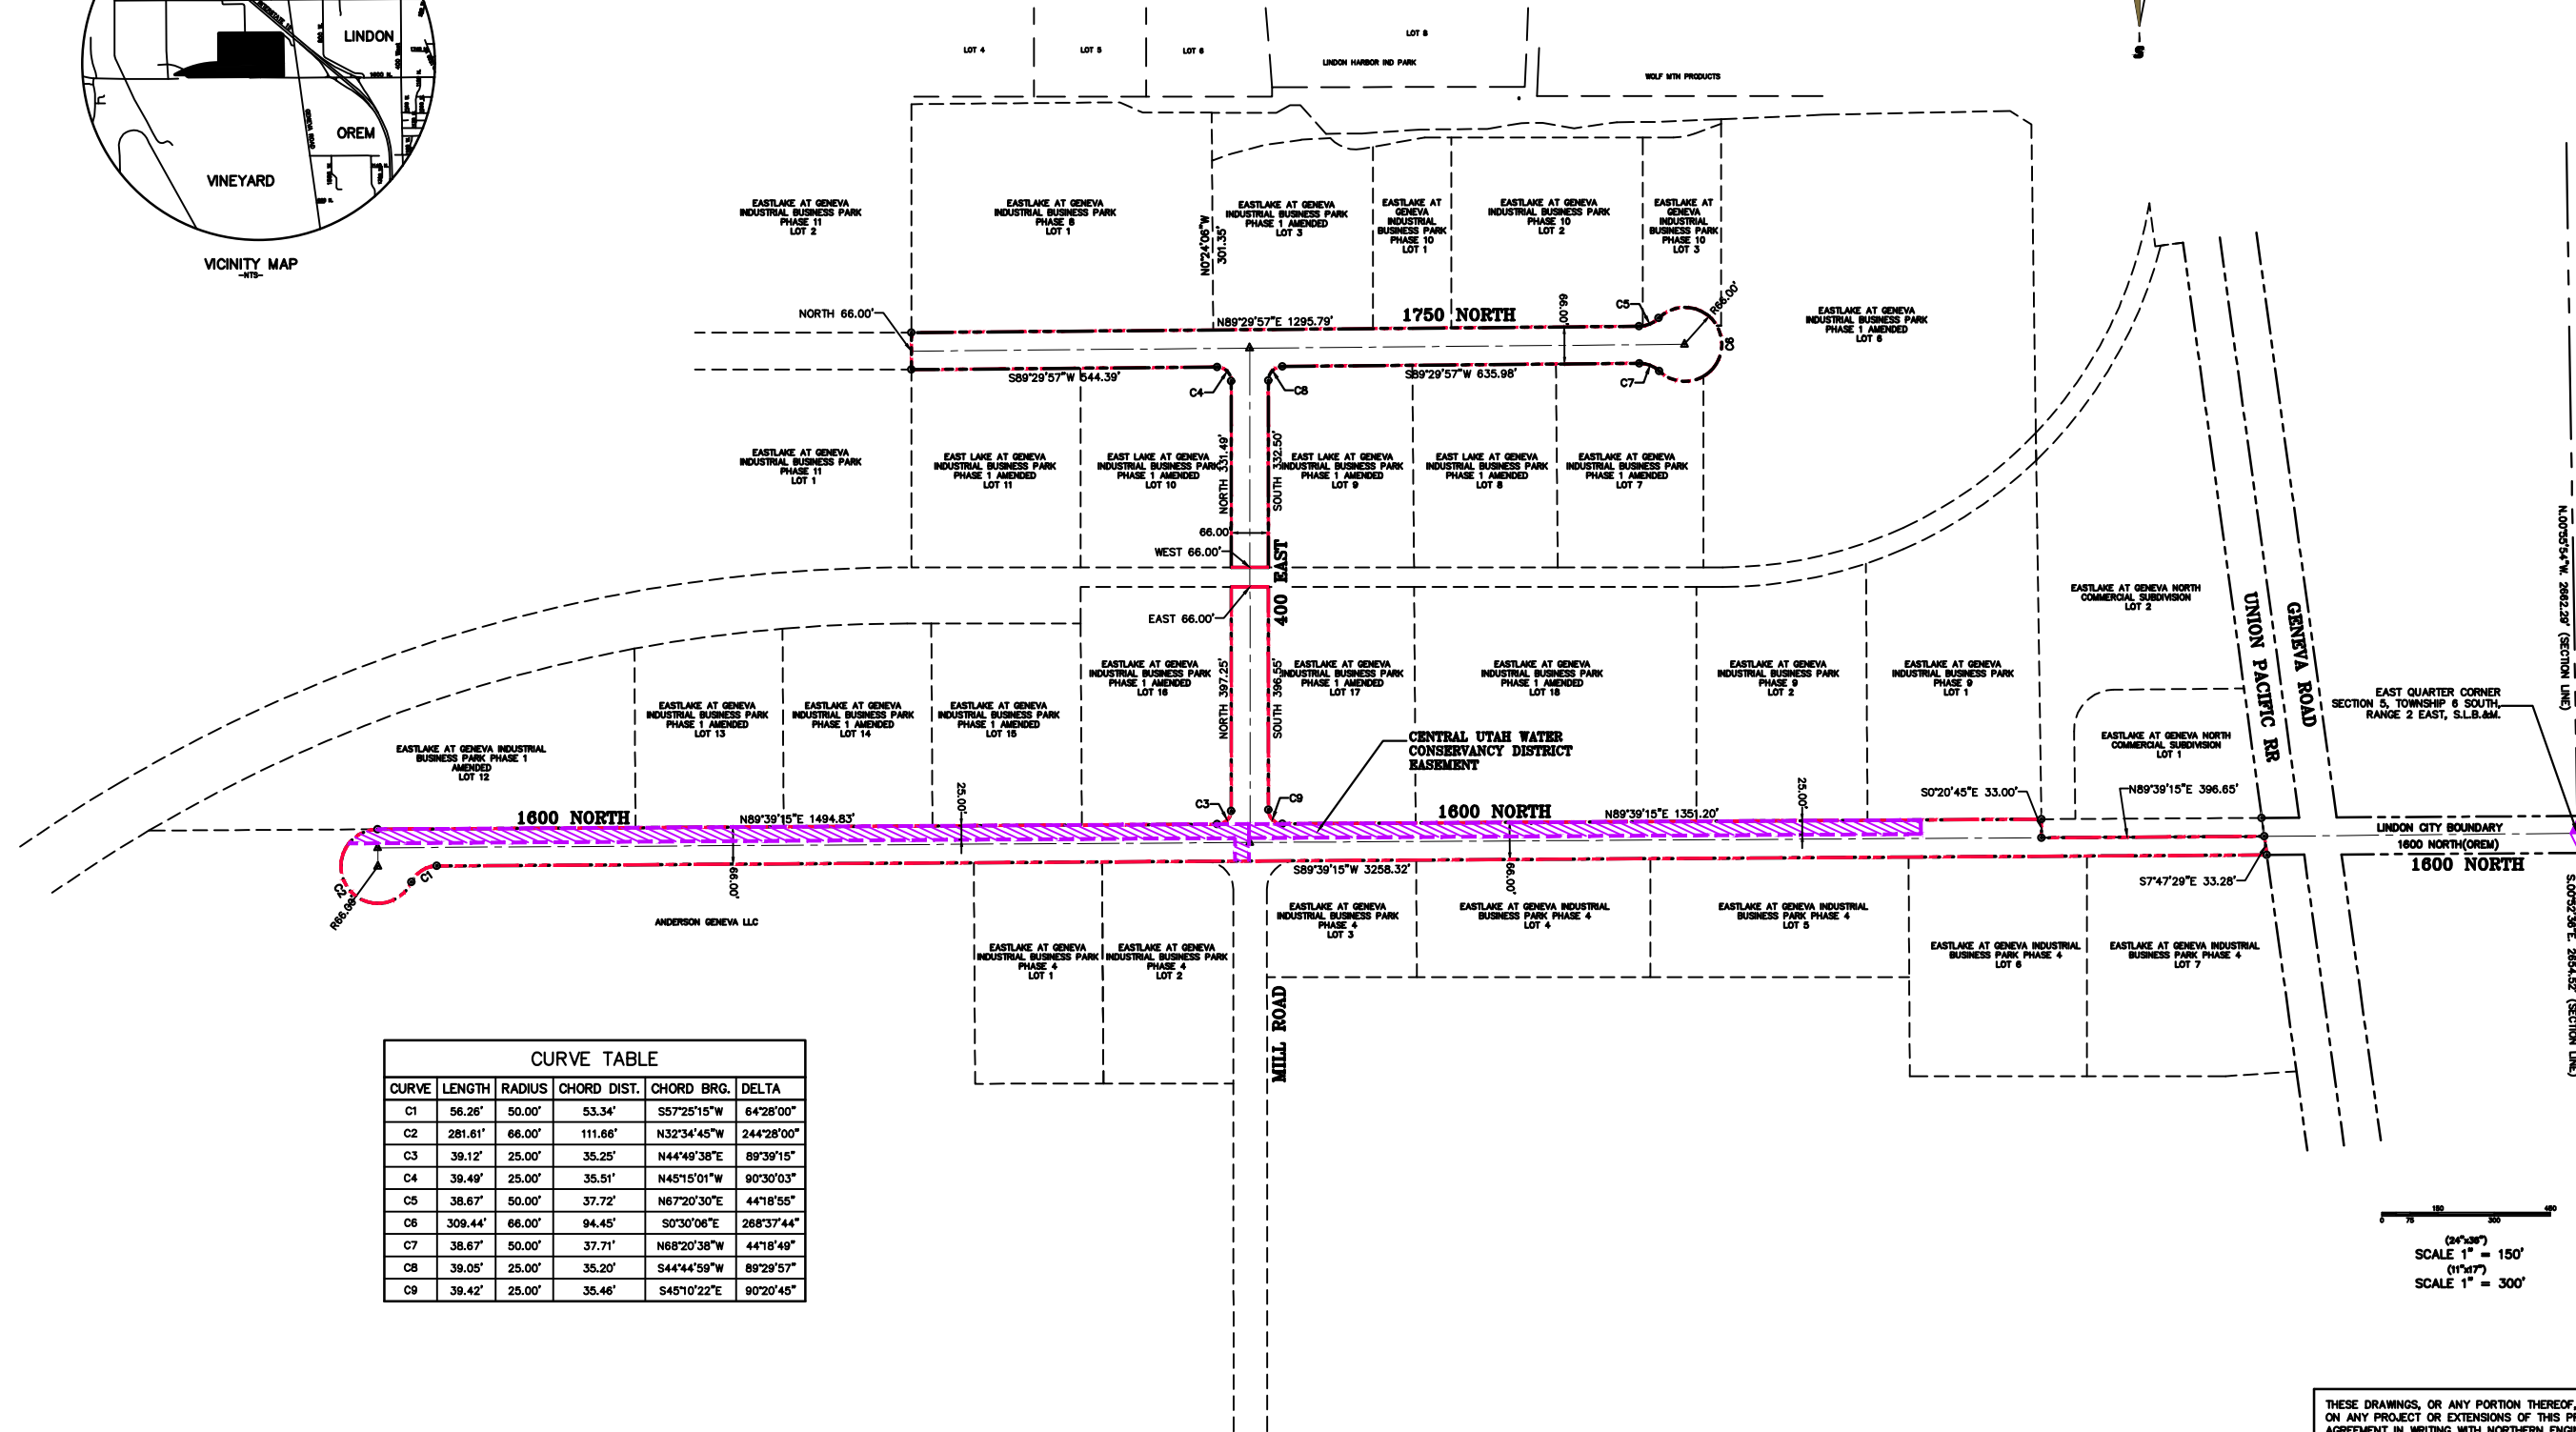 LINDON
OREM
VINEYARD
GENEVA ROAD
1600 N.
VICINITY MAP
-NTS-
S
LOT 4
LOT 5
LOT 6
LOT 8
LINDON HARBOR IND PARK
WOLF MTN PRODUCTS
EASTLAKE AT GENEVA
INDUSTRIAL BUSINESS PARK
PHASE 11
LOT 2
EASTLAKE AT GENEVA
INDUSTRIAL BUSINESS PARK
PHASE 8
LOT 1
N0°24'06"W
301.35'
EASTLAKE AT GENEVA
INDUSTRIAL BUSINESS PARK
PHASE 1 AMENDED
LOT 3
EASTLAKE AT
GENEVA
INDUSTRIAL
BUSINESS PARK
PHASE 10
LOT 1
EASTLAKE AT GENEVA
INDUSTRIAL BUSINESS PARK
PHASE 10
LOT 2
EASTLAKE AT
GENEVA
INDUSTRIAL
BUSINESS PARK
PHASE 10
LOT 3
EASTLAKE AT GENEVA
INDUSTRIAL BUSINESS PARK
PHASE 1 AMENDED
LOT 6
NORTH 66.00'
N89°29'57"E 1295.79'
1750 NORTH
66.00'
C5
R66.00'
C6
S89°29'57"W 544.39'
C4
C8
S89°29'57"W 635.98'
C7
EASTLAKE AT GENEVA
INDUSTRIAL BUSINESS PARK
PHASE 11
LOT 1
EAST LAKE AT GENEVA
INDUSTRIAL BUSINESS PARK
PHASE 1 AMENDED
LOT 11
EAST LAKE AT GENEVA
INDUSTRIAL BUSINESS PARK
PHASE 1 AMENDED
LOT 10
NORTH 331.49'
SOUTH 332.50'
EAST LAKE AT GENEVA
INDUSTRIAL BUSINESS PARK
PHASE 1 AMENDED
LOT 9
EAST LAKE AT GENEVA
INDUSTRIAL BUSINESS PARK
PHASE 1 AMENDED
LOT 8
EASTLAKE AT GENEVA
INDUSTRIAL BUSINESS PARK
PHASE 1 AMENDED
LOT 7
66.00
WEST 66.00'
EAST 66.00'
400 EAST
EASTLAKE AT GENEVA NORTH
COMMERCIAL SUBDIVISION
LOT 2
UNION PACIFIC RR
GENEVA ROAD
N.00°55'54"W. 2662.29' (SECTION LINE)
EASTLAKE AT GENEVA INDUSTRIAL
BUSINESS PARK PHASE 1
AMENDED
LOT 12
EASTLAKE AT GENEVA
INDUSTRIAL BUSINESS PARK
PHASE 1 AMENDED
LOT 13
EASTLAKE AT GENEVA
INDUSTRIAL BUSINESS PARK
PHASE 1 AMENDED
LOT 14
EASTLAKE AT GENEVA
INDUSTRIAL BUSINESS PARK
PHASE 1 AMENDED
LOT 15
EASTLAKE AT GENEVA
INDUSTRIAL BUSINESS PARK
PHASE 1 AMENDED
LOT 16
NORTH 397.25'
SOUTH 396.55'
EASTLAKE AT GENEVA
INDUSTRIAL BUSINESS PARK
PHASE 1 AMENDED
LOT 17
EASTLAKE AT GENEVA
INDUSTRIAL BUSINESS PARK
PHASE 1 AMENDED
LOT 18
EASTLAKE AT GENEVA
INDUSTRIAL BUSINESS PARK
PHASE 9
LOT 2
EASTLAKE AT GENEVA
INDUSTRIAL BUSINESS PARK
PHASE 9
LOT 1
EASTLAKE AT GENEVA NORTH
COMMERCIAL SUBDIVISION
LOT 1
EAST QUARTER CORNER
SECTION 5, TOWNSHIP 6 SOUTH,
RANGE 2 EAST, S.L.B.&M.
CENTRAL UTAH WATER
CONSERVANCY DISTRICT
EASEMENT
1600 NORTH
N89°39'15"E 1494.83'
25.00'
C3
C9
1600 NORTH
N89°39'15"E 1351.20'
25.00'
S0°20'45"E 33.00'
N89°39'15"E 396.65'
LINDON CITY BOUNDARY
1600 NORTH(OREM)
1600 NORTH
S7°47'29"E 33.28'
S.00°52'38"E. 2654.52' (SECTION LINE)
C2
C1
R66.00'
66.00'
S89°39'15"W 3258.32'
66.00'
ANDERSON GENEVA LLC
EASTLAKE AT GENEVA
INDUSTRIAL BUSINESS PARK
PHASE 4
LOT 1
EASTLAKE AT GENEVA
INDUSTRIAL BUSINESS PARK
PHASE 4
LOT 2
EASTLAKE AT GENEVA
INDUSTRIAL BUSINESS PARK
PHASE 4
LOT 3
EASTLAKE AT GENEVA INDUSTRIAL
BUSINESS PARK PHASE 4
LOT 4
EASTLAKE AT GENEVA INDUSTRIAL
BUSINESS PARK PHASE 4
LOT 5
EASTLAKE AT GENEVA INDUSTRIAL
BUSINESS PARK PHASE 4
LOT 6
EASTLAKE AT GENEVA INDUSTRIAL
BUSINESS PARK PHASE 4
LOT 7
MILL ROAD
CURVE TABLE
CURVE LENGTH RADIUS CHORD DIST. CHORD BRG. DELTA
C1 56.26' 50.00' 53.34' S57°25'15"W 64°28'00"
C2 281.61' 66.00' 111.66' N32°34'45"W 244°28'00"
C3 39.12' 25.00' 35.25' N44°49'38"E 89°39'15"
C4 39.49' 25.00' 35.51' N45°15'01"W 90°30'03"
C5 38.67' 50.00' 37.72' N67°20'30"E 44°18'55"
C6 309.44' 66.00' 94.45' S0°30'06"E 268°37'44"
C7 38.67' 50.00' 37.71' N68°20'38"W 44°18'49"
C8 39.05' 25.00' 35.20' S44°44'59"W 89°29'57"
C9 39.42' 25.00' 35.46' S45°10'22"E 90°20'45"
150 450
0 75 300
(24"x36")
SCALE 1" = 150'
(11"x17")
SCALE 1" = 300'
THESE DRAWINGS, OR ANY PORTION THEREOF,
ON ANY PROJECT OR EXTENSIONS OF THIS
AGREEMENT IN WRITING WITH NORTHERN